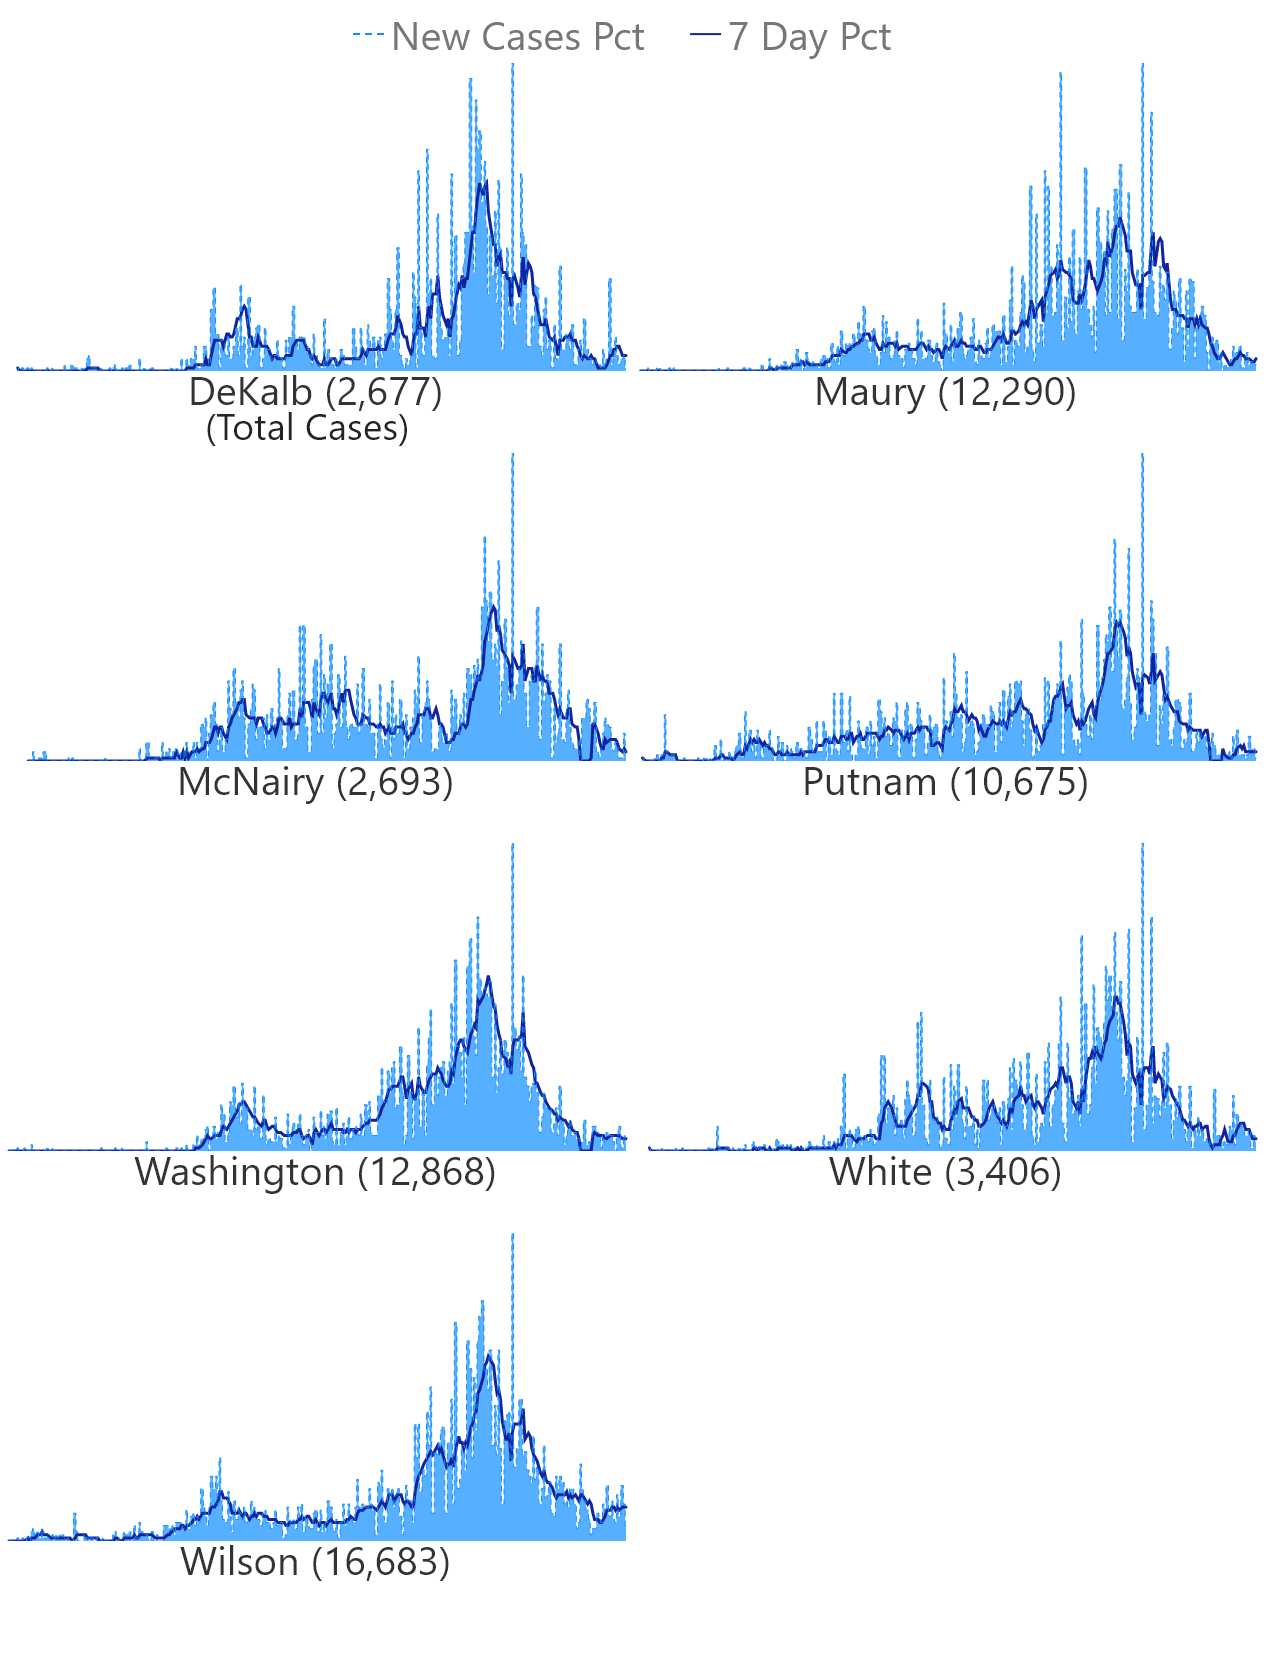 New Cases Pct 7 Day Pct
DeKalb (2,677) Maury (12,290)
(Total Cases)
McNairy (2,693) Putnam (10,675)
Washington (12,868) White (3,406)
Wilson (16,683)